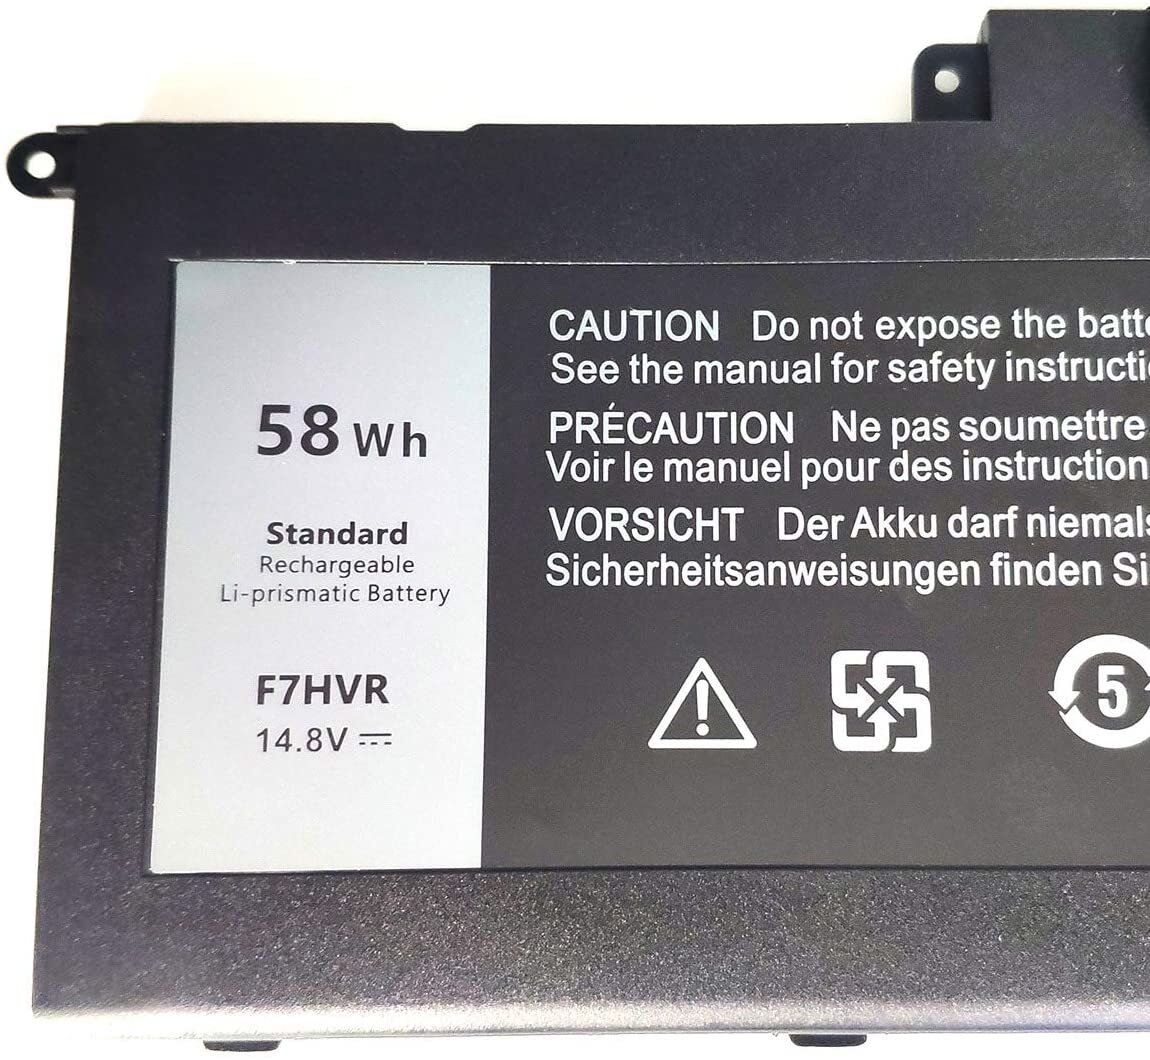 58 Wh
Standard
Rechargeable
Li-prismatic Battery
F7HVR
14.8V ⎓
CAUTION Do not expose the
See the manual for safety
PRÉCAUTION Ne pas soumettre
Voir le manuel pour des
VORSICHT Der Akku darf niemals
Sicherheitsanweisungen finden
5